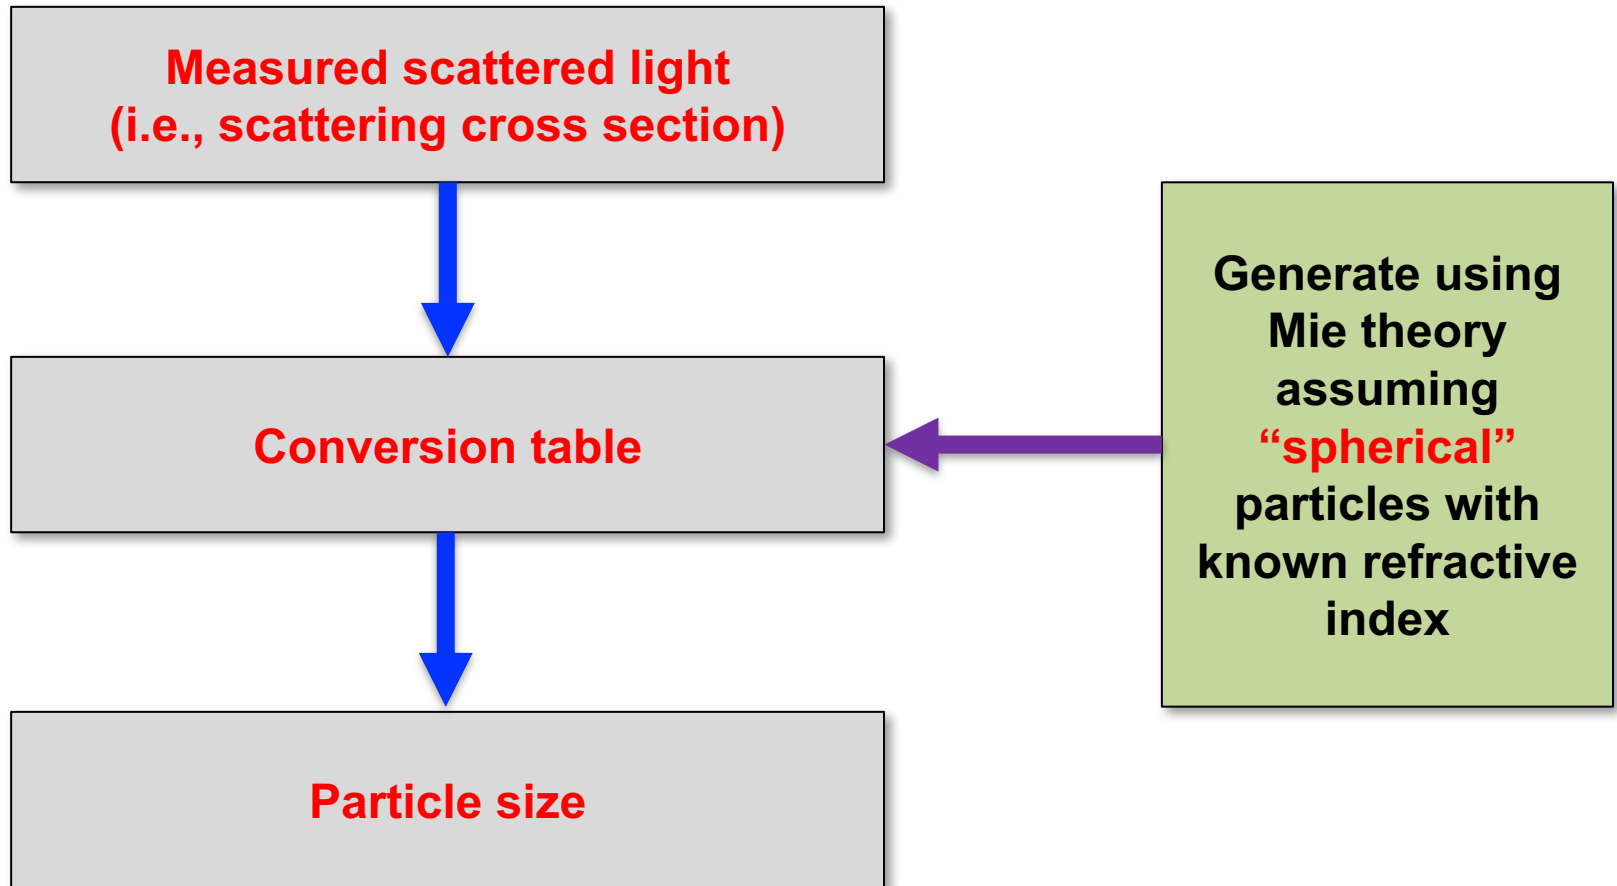 Measured scattered light
(i.e., scattering cross section)
Conversion table
Particle size
Generate using
Mie theory
assuming
“spherical”
particles with
known refractive
index